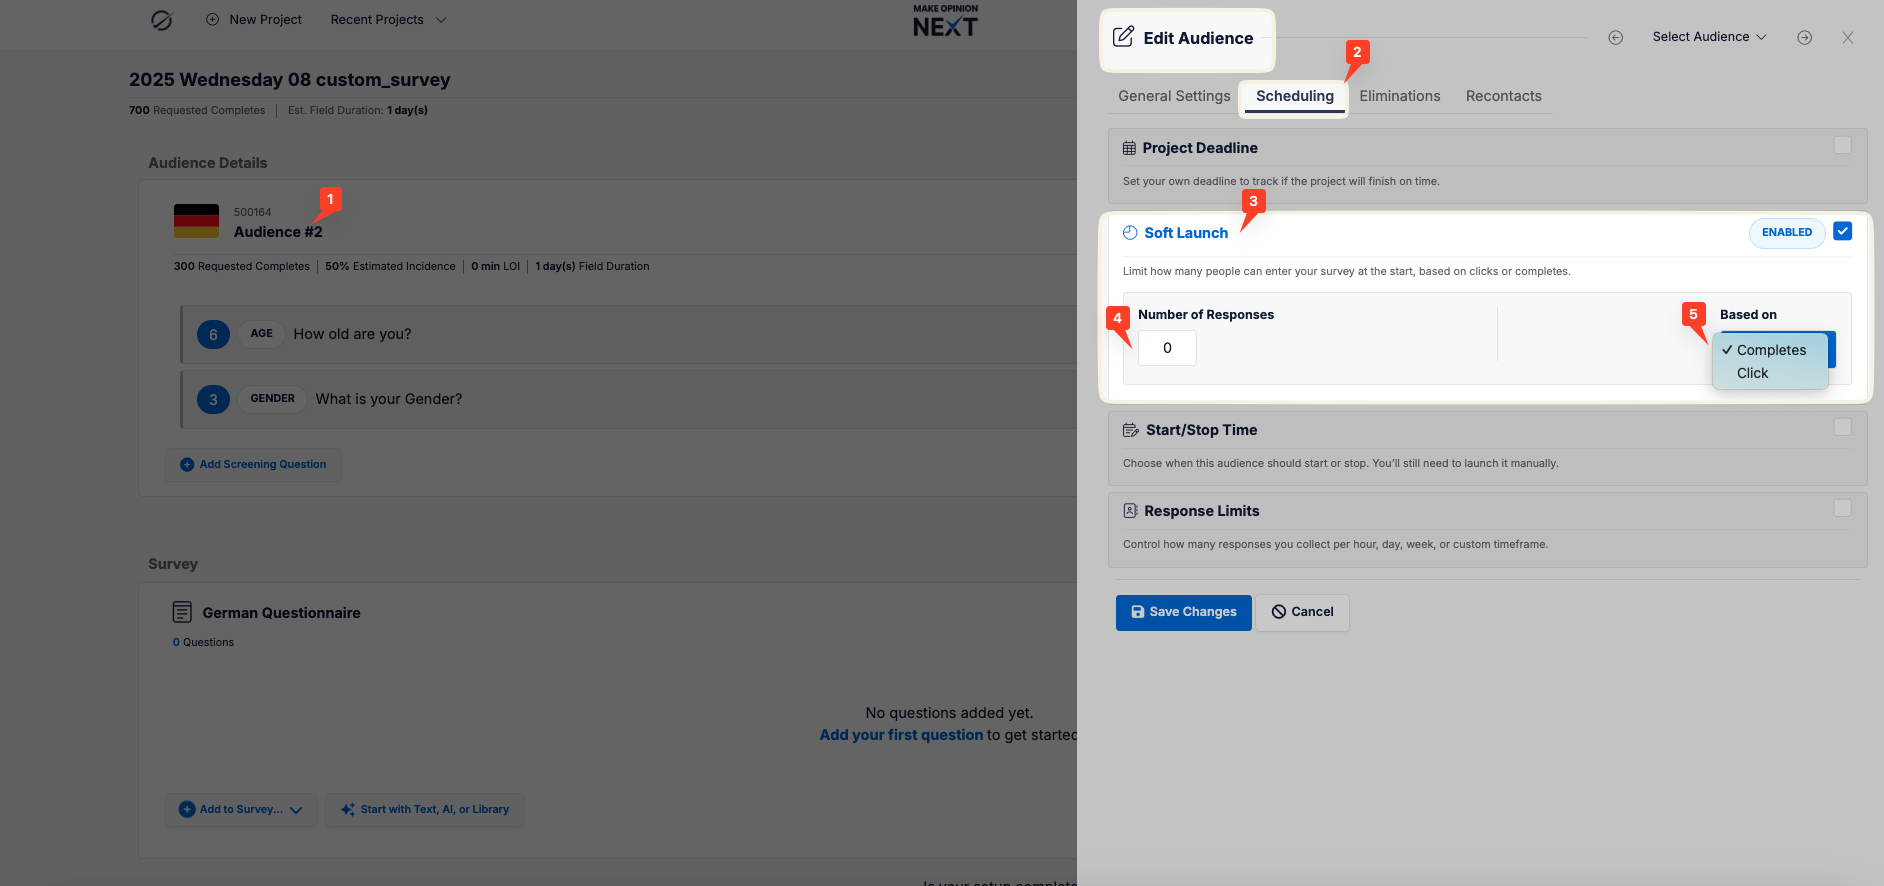 New Project
Recent Projects
MAKE OPINION
NEXT
2025 Wednesday 08 custom_survey
700 Requested Completes
Est. Field Duration: 1 day(s)
Audience Details
500164
Audience #2
1
300 Requested Completes
50% Estimated Incidence
0 min LOI
1 day(s) Field Duration
6 AGE How old are you?
3 GENDER What is your Gender?
Add Screening Question
Survey
German Questionnaire
0 Questions
No questions added yet.
Add your first question to get started
Add to Survey...
Start with Text, AI, or Library
Edit Audience
Select Audience
2
General Settings
Scheduling
Eliminations
Recontacts
Project Deadline
Set your own deadline to track if the project will finish on time.
3
Soft Launch
ENABLED
Limit how many people can enter your survey at the start, based on clicks or completes.
4
Number of Responses
0
5
Based on
Completes
Click
Start/Stop Time
Choose when this audience should start or stop. You'll still need to launch it manually.
Response Limits
Control how many responses you collect per hour, day, week, or custom timeframe.
Save Changes
Cancel